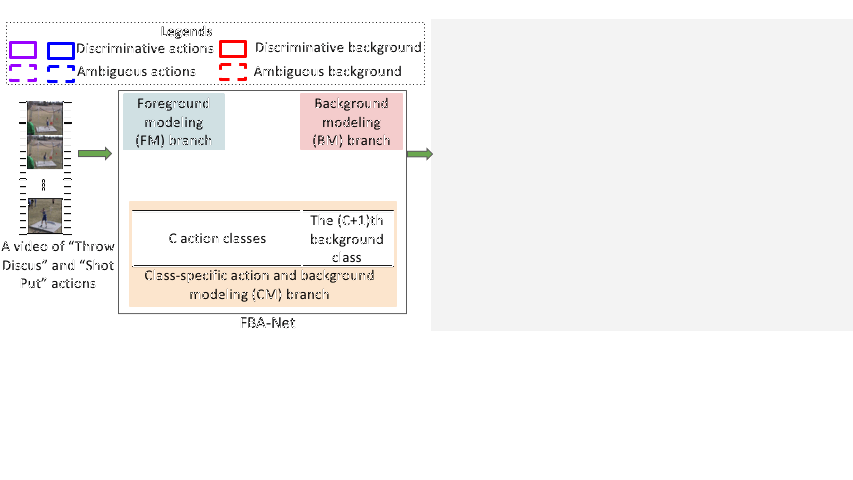 Legends
Discriminative actions
Discriminative background
Ambiguous actions
Ambiguous background
Foreground
modeling
(FM) branch
Background
modeling
(BM) branch
C action classes
The (C+1)th
background
class
Class-specific action and background
modeling (CM) branch
FBA-Net
A video of “Throw
Discus” and “Shot
Put” actions